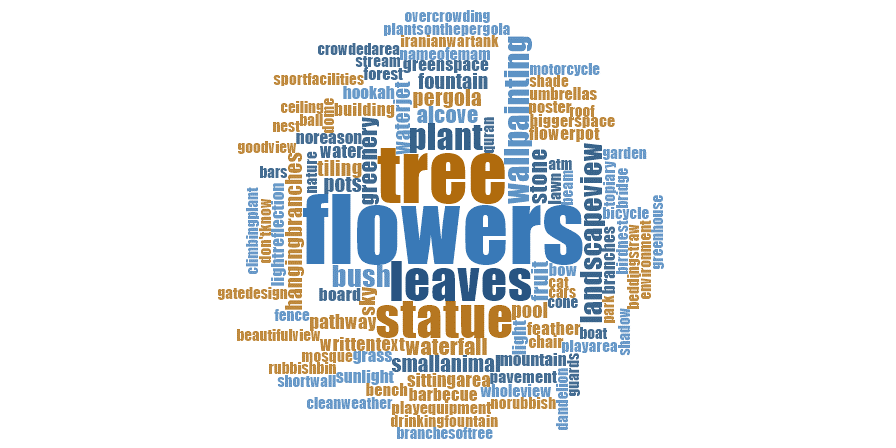 overcrowding
plantsonthepergola
iranianwartank
crowdedarea
nameofemam
stream
greenspace
forest
motorcycle
sportfacilities
fountain
shade
hookah
umbrellas
pergola
poster
roof
ceiling
dome
building
waterjet
alcove
wallpainting
biggerspace
ball
nest
flowerpot
noreason
greenery
plant
quran
goodview
water
stone
garden
bars
nature
tiling
tree
atm
lawn
beam
landscapeview
topiary
bridge
pots
hangingbranches
climbingplant
don'tknow
lightreflection
flowers
bicycle
greenhouse
birdnest
branches
beddingstraw
environment
bush
leaves
fruit
bow
cat
cars
cone
park
gatedesign
board
sky
statue
pool
fence
pathway
light
feather
boat
shadow
beautifulview
writtentext
waterfall
chair
playarea
mosque
grass
smallanimal
mountain
guards
rubbishbin
sunlight
sittingarea
pavement
shortwall
bench
barbecue
wholeview
dandelion
cleanweather
playequipment
norubbish
drinkingfountain
branchesoftree